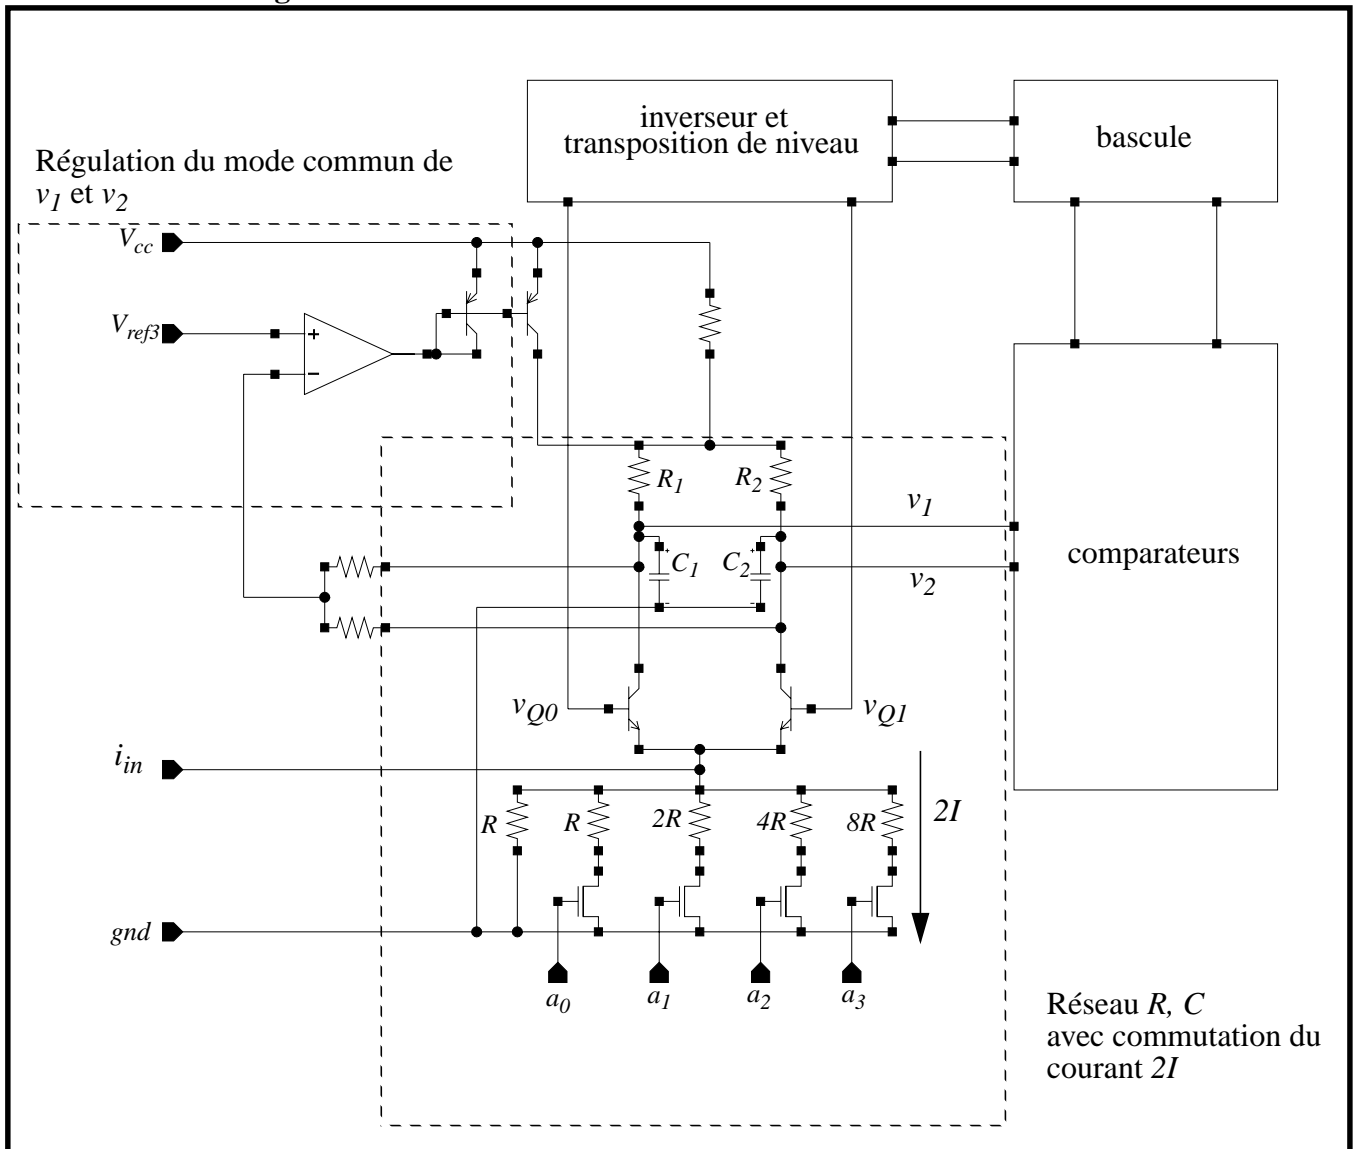 inverseur et
transposition de niveau
bascule
Régulation du mode commun de
v1 et v2
Vcc
Vref3
+
−
R1
R2
v1
C1
C2
+
+
-
-
v2
comparateurs
vQ0
vQ1
iin
R
R
2R
4R
8R
2I
gnd
a0
a1
a2
a3
Réseau R, C
avec commutation du
courant 2I